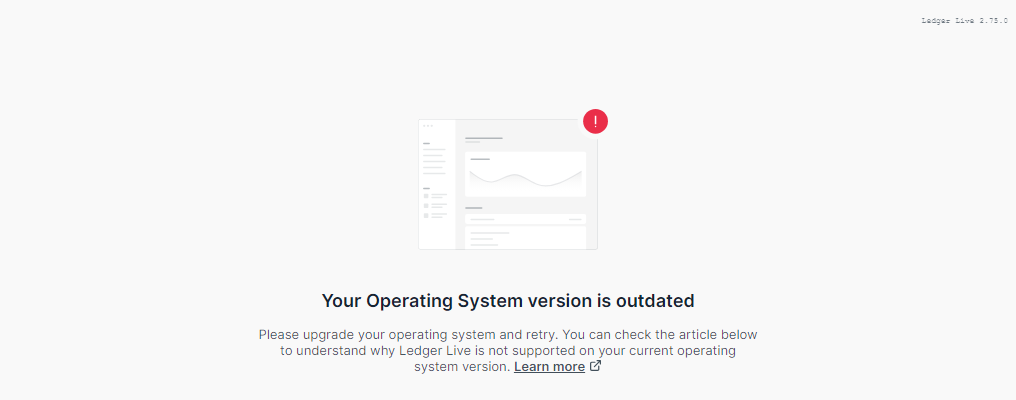 Ledger Live 2.75.0
Your Operating System version is outdated
Please upgrade your operating system and retry. You can check the article below
to understand why Ledger Live is not supported on your current operating
system version. Learn more